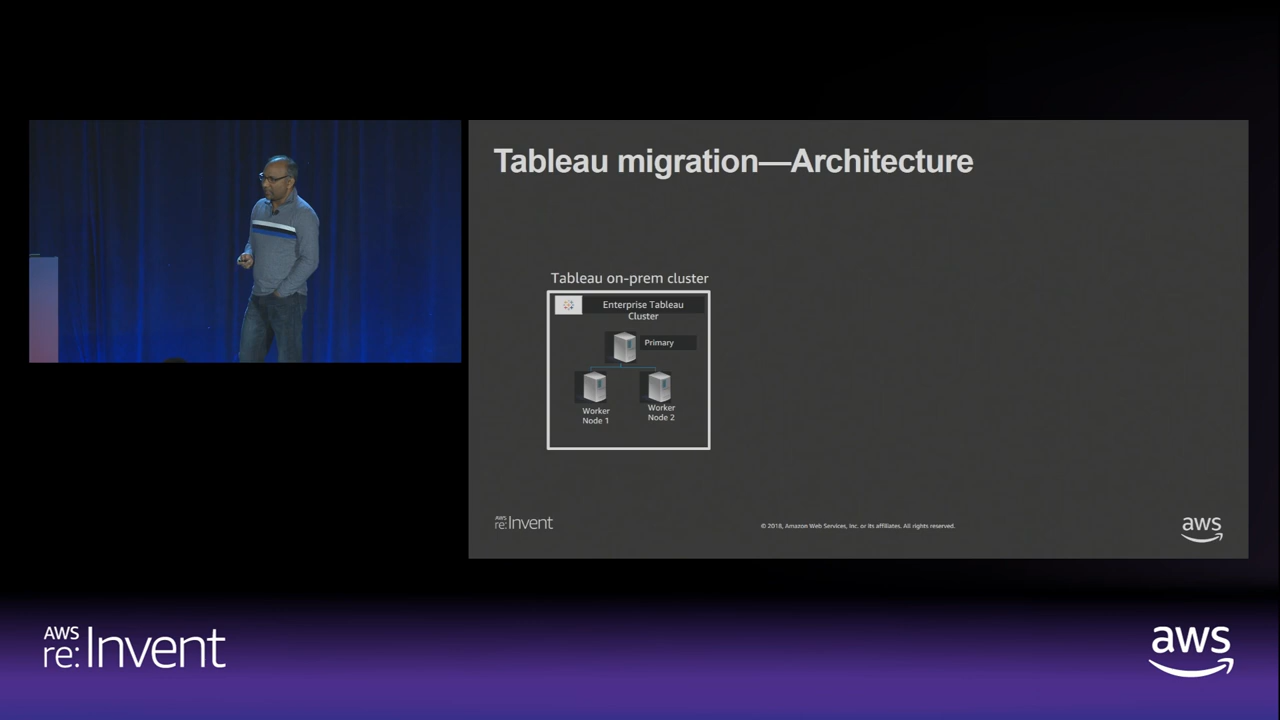 Tableau migration—Architecture
Tableau on-prem cluster
Enterprise Tableau
Cluster
Primary
Worker
Node 1
Worker
Node 2
AWS
re:Invent
© 2018, Amazon Web Services, Inc. or its affiliates. All rights reserved.
aws
AWS
re:Invent
aws